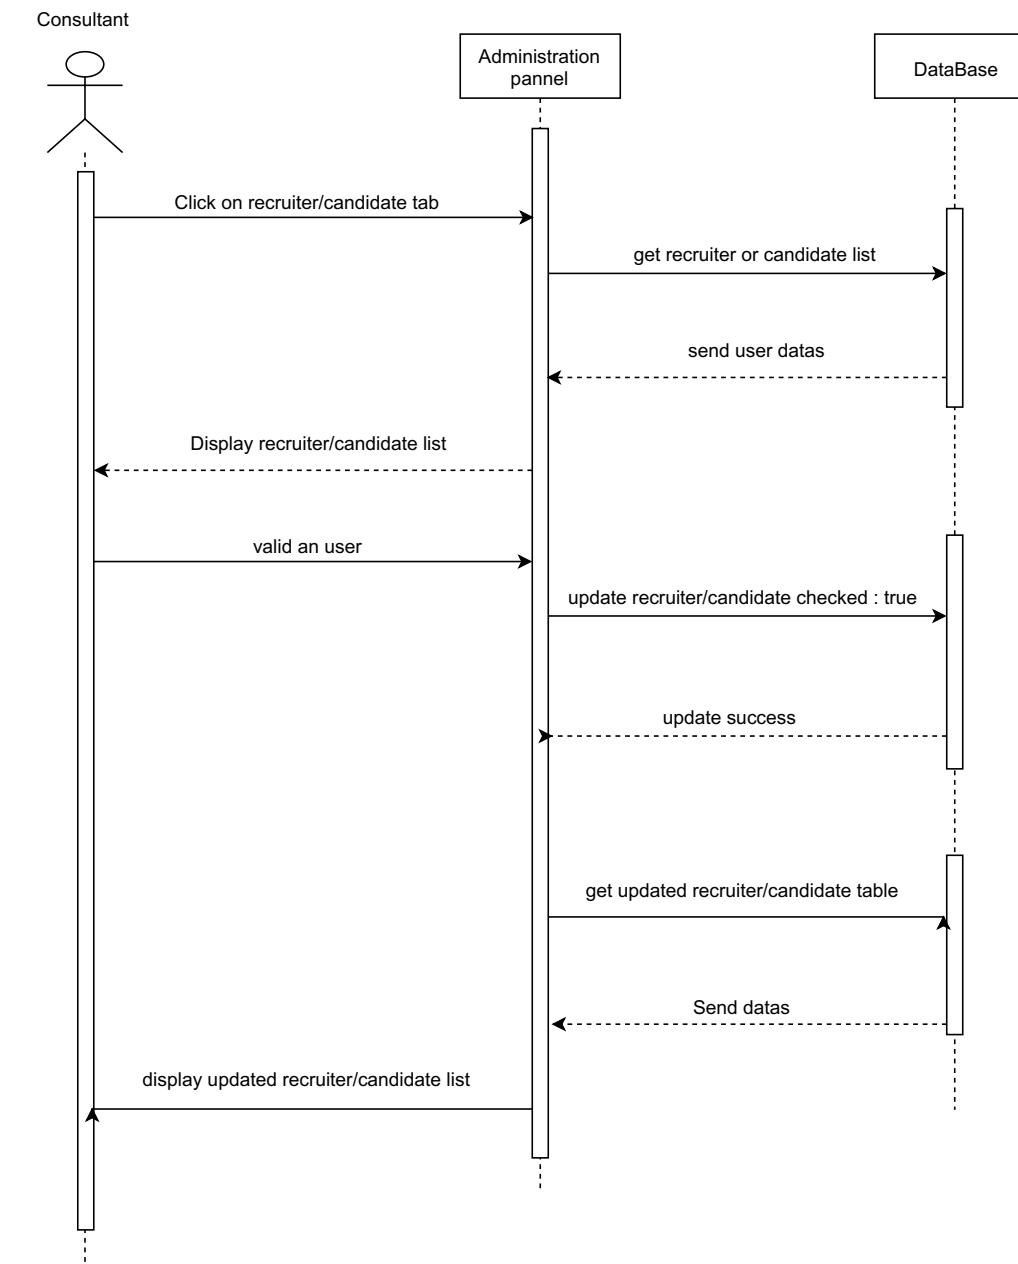 Consultant
Administration
pannel
DataBase
Click on recruiter/candidate tab
get recruiter or candidate list
send user datas
Display recruiter/candidate list
valid an user
update recruiter/candidate checked : true
update success
get updated recruiter/candidate table
Send datas
display updated recruiter/candidate list